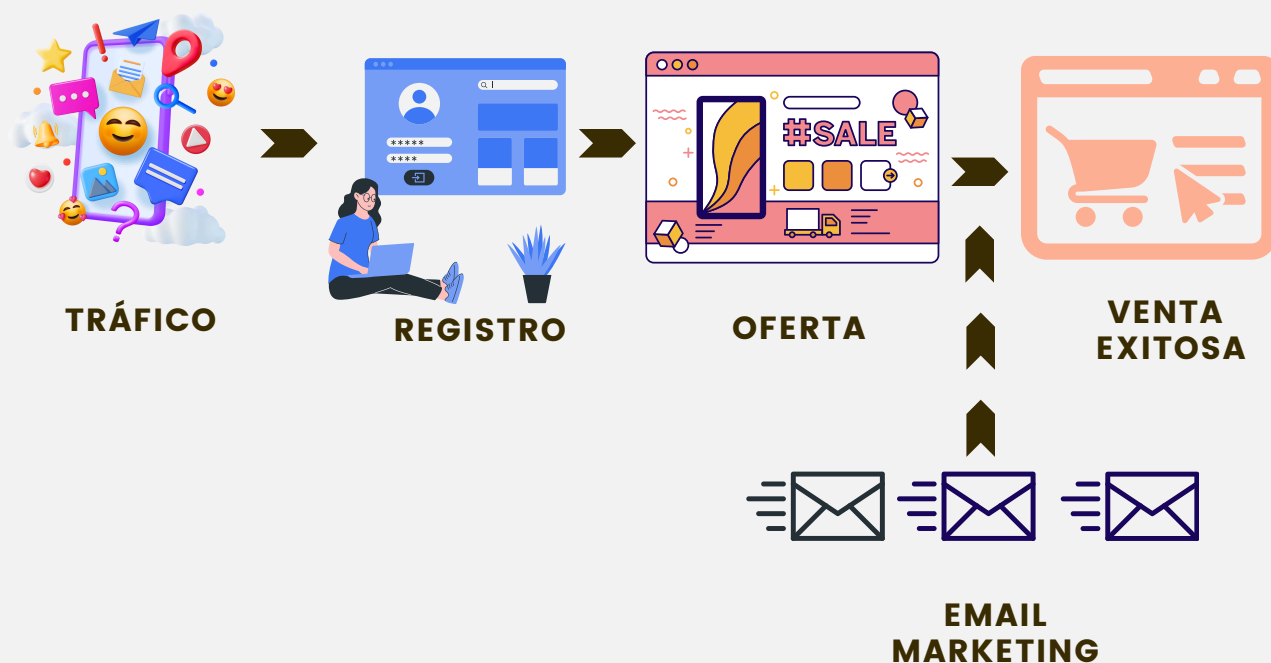 *****
****
#SALE
TRÁFICO
REGISTRO
OFERTA
VENTA
EXITOSA
EMAIL
MARKETING